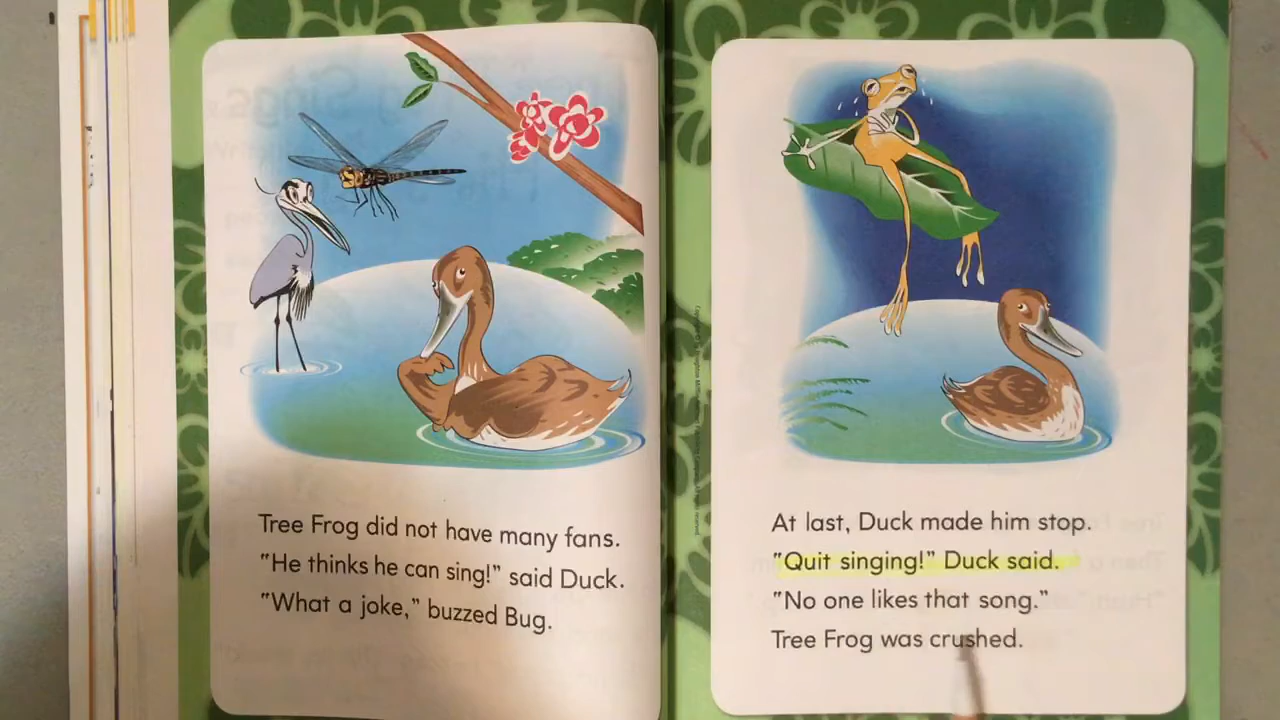 Tree Frog did not have many fans.
"He thinks he can sing!" said Duck.
"What a joke," buzzed Bug.
At last, Duck made him stop.
"Quit singing!" Duck said.
"No one likes that song."
Tree Frog was crushed.